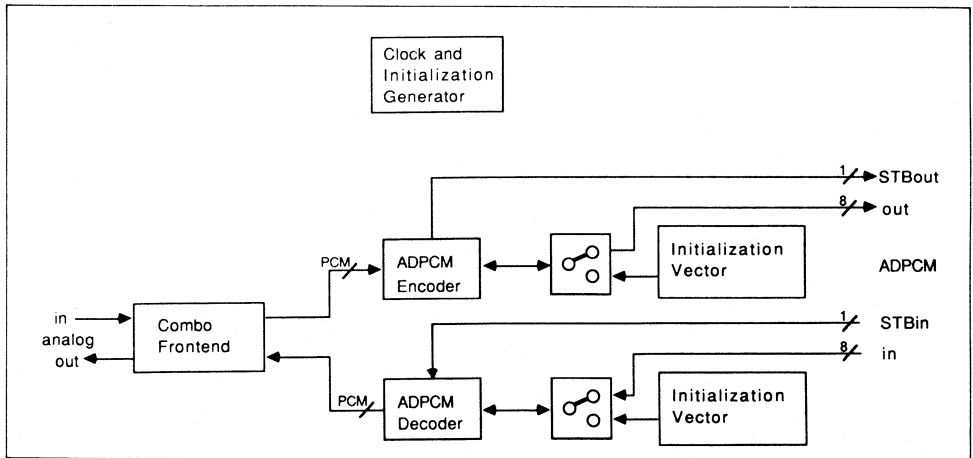 Clock and
Initialization
Generator
1
STBout
8
out
PCM
ADPCM
Encoder
Initialization
Vector
ADPCM
in
analog
out
Combo
Frontend
1
STBin
8
in
PCM
ADPCM
Decoder
Initialization
Vector